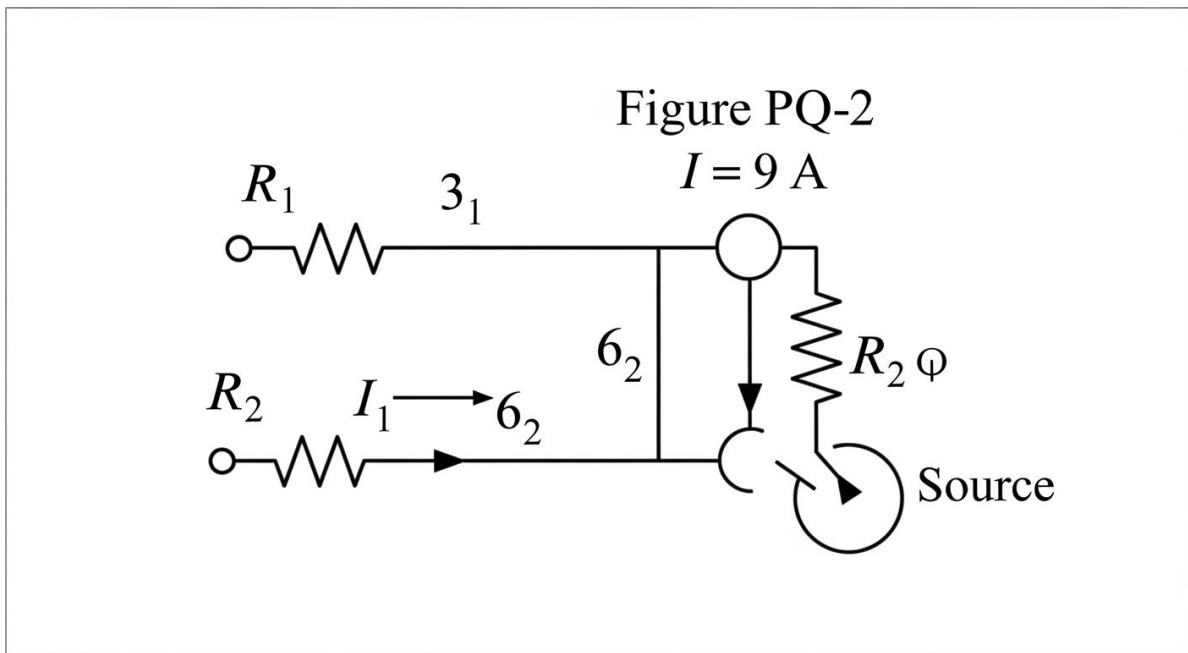 Figure PQ-2
I = 9 A
R₁
3₁
6₂
R₂ φ
R₂
I₁
6₂
Source